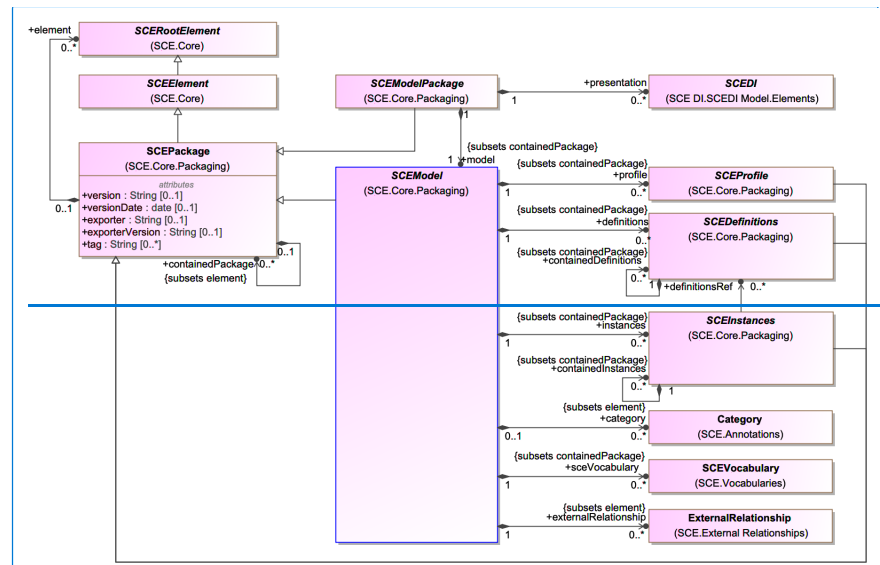 SCERootElement
(SCE.Core)
+element
0..*
SCEElement
(SCE.Core)
SCEModelPackage
(SCE.Core.Packaging)
+presentation
1
0..*
SCEDI
(SCE DI.SCEDI Model.Elements)
1
SCEPackage
(SCE.Core.Packaging)
attributes
+version : String [0..1]
+versionDate : date [0..1]
+exporter : String [0..1]
+exporterVersion : String [0..1]
+tag : String [0..*]
0..1
0..1
+containedPackage
0..*
{subsets element}
{subsets containedPackage}
1
+model
SCEModel
(SCE.Core.Packaging)
{subsets containedPackage}
+profile
1
0..*
SCEProfile
(SCE.Core.Packaging)
{subsets containedPackage}
+definitions
1
0..*
SCEDefinitions
(SCE.Core.Packaging)
{subsets containedPackage}
+containedDefinitions
0..*
1
+definitionsRef
0..*
{subsets containedPackage}
+instances
1
0..*
SCEInstances
(SCE.Core.Packaging)
{subsets containedPackage}
+containedInstances
0..*
1
{subsets element}
+category
0..1
0..*
Category
(SCE.Annotations)
{subsets containedPackage}
+sceVocabulary
1
0..*
SCEVocabulary
(SCE.Vocabularies)
{subsets element}
+externalRelationship
1
0..*
ExternalRelationship
(SCE.External Relationships)